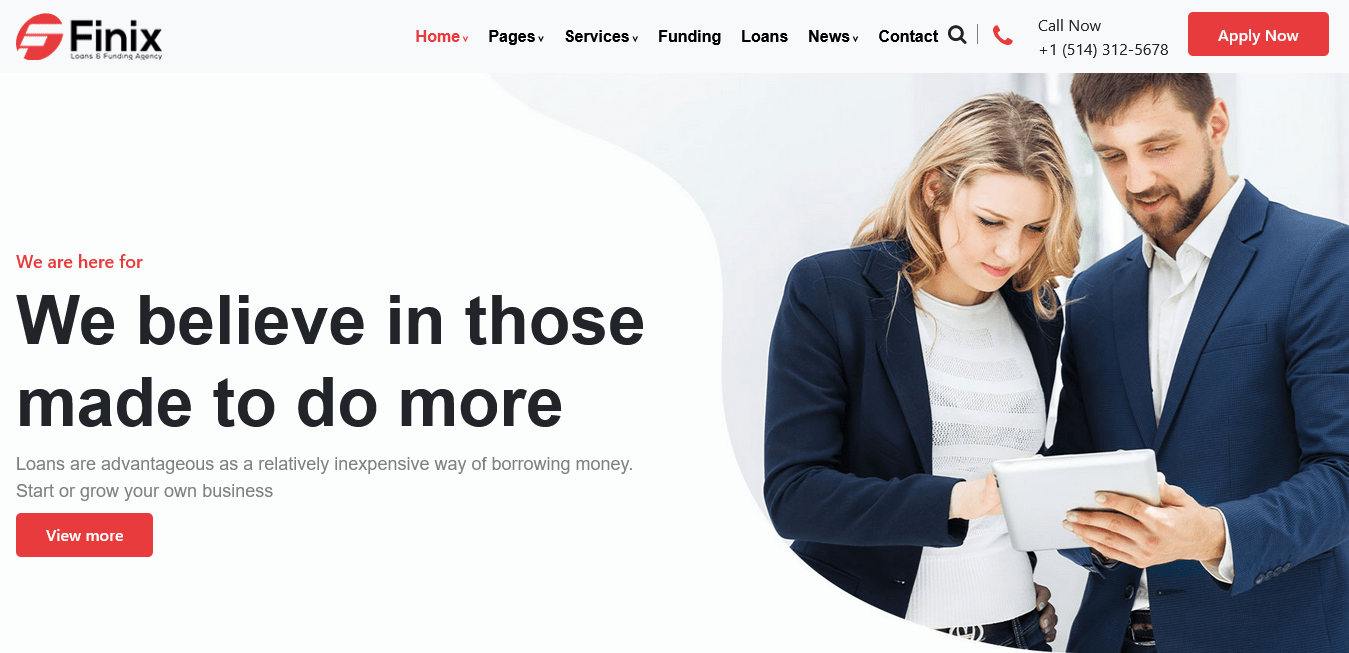 Finix
Loans & Funding Agency
Home
Pages
Services
Funding
Loans
News
Contact
Call Now
+1 (514) 312-5678
Apply Now
We are here for
We believe in those
made to do more
Loans are advantageous as a relatively inexpensive way of borrowing money.
Start or grow your own business
View more